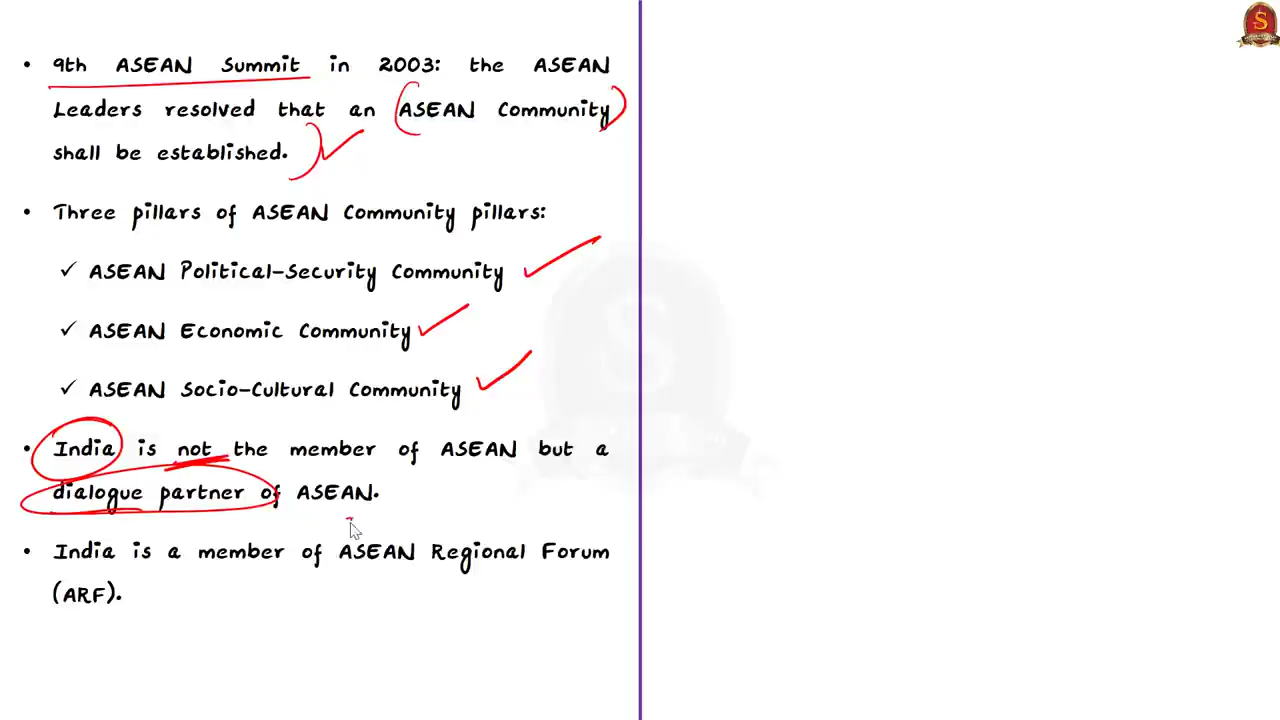 • 9th ASEAN Summit in 2003: the ASEAN
Leaders resolved that an ASEAN Community
shall be established.
• Three pillars of ASEAN Community pillars:
✓ ASEAN Political-Security Community
✓ ASEAN Economic Community
✓ ASEAN Socio-Cultural Community
• India is not the member of ASEAN but a
dialogue partner of ASEAN.
• India is a member of ASEAN Regional Forum
(ARF).
S